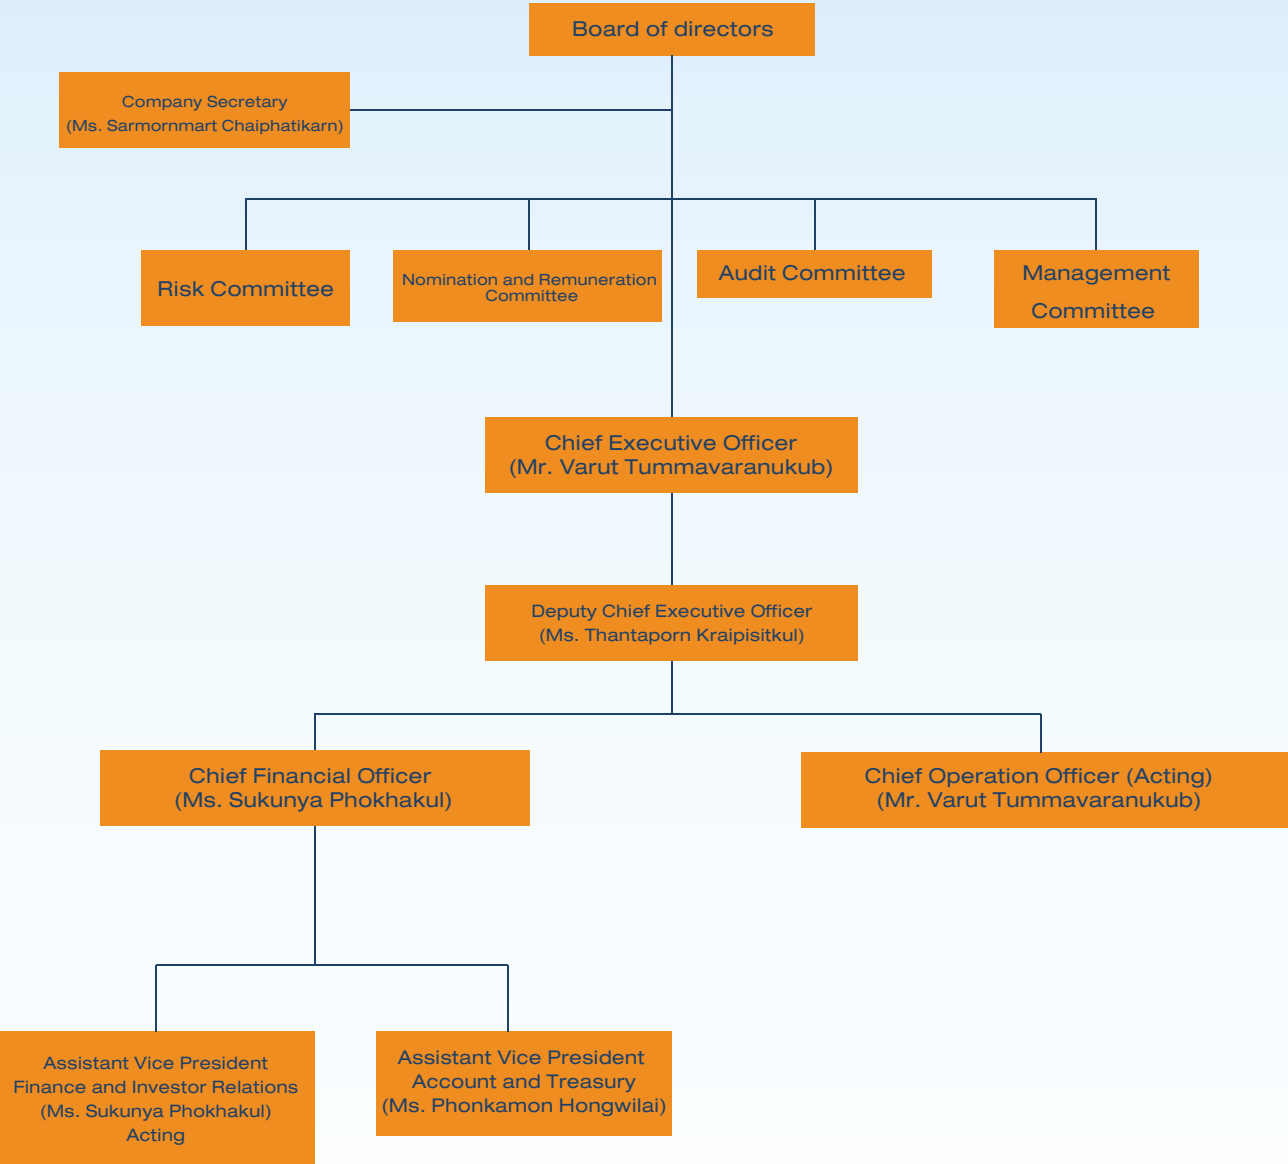 Board of directors
Company Secretary
(Ms. Sarmornmart Chaiphatikarn)
Risk Committee
Nomination and Remuneration
Committee
Audit Committee
Management
Committee
Chief Executive Officer
(Mr. Varut Tummavaranukub)
Deputy Chief Executive Officer
(Ms. Thantaporn Kraipisitkul)
Chief Financial Officer
(Ms. Sukunya Phokhakul)
Chief Operation Officer (Acting)
(Mr. Varut Tummavaranukub)
Assistant Vice President
Finance and Investor Relations
(Ms. Sukunya Phokhakul)
Acting
Assistant Vice President
Account and Treasury
(Ms. Phonkamon Hongwilai)